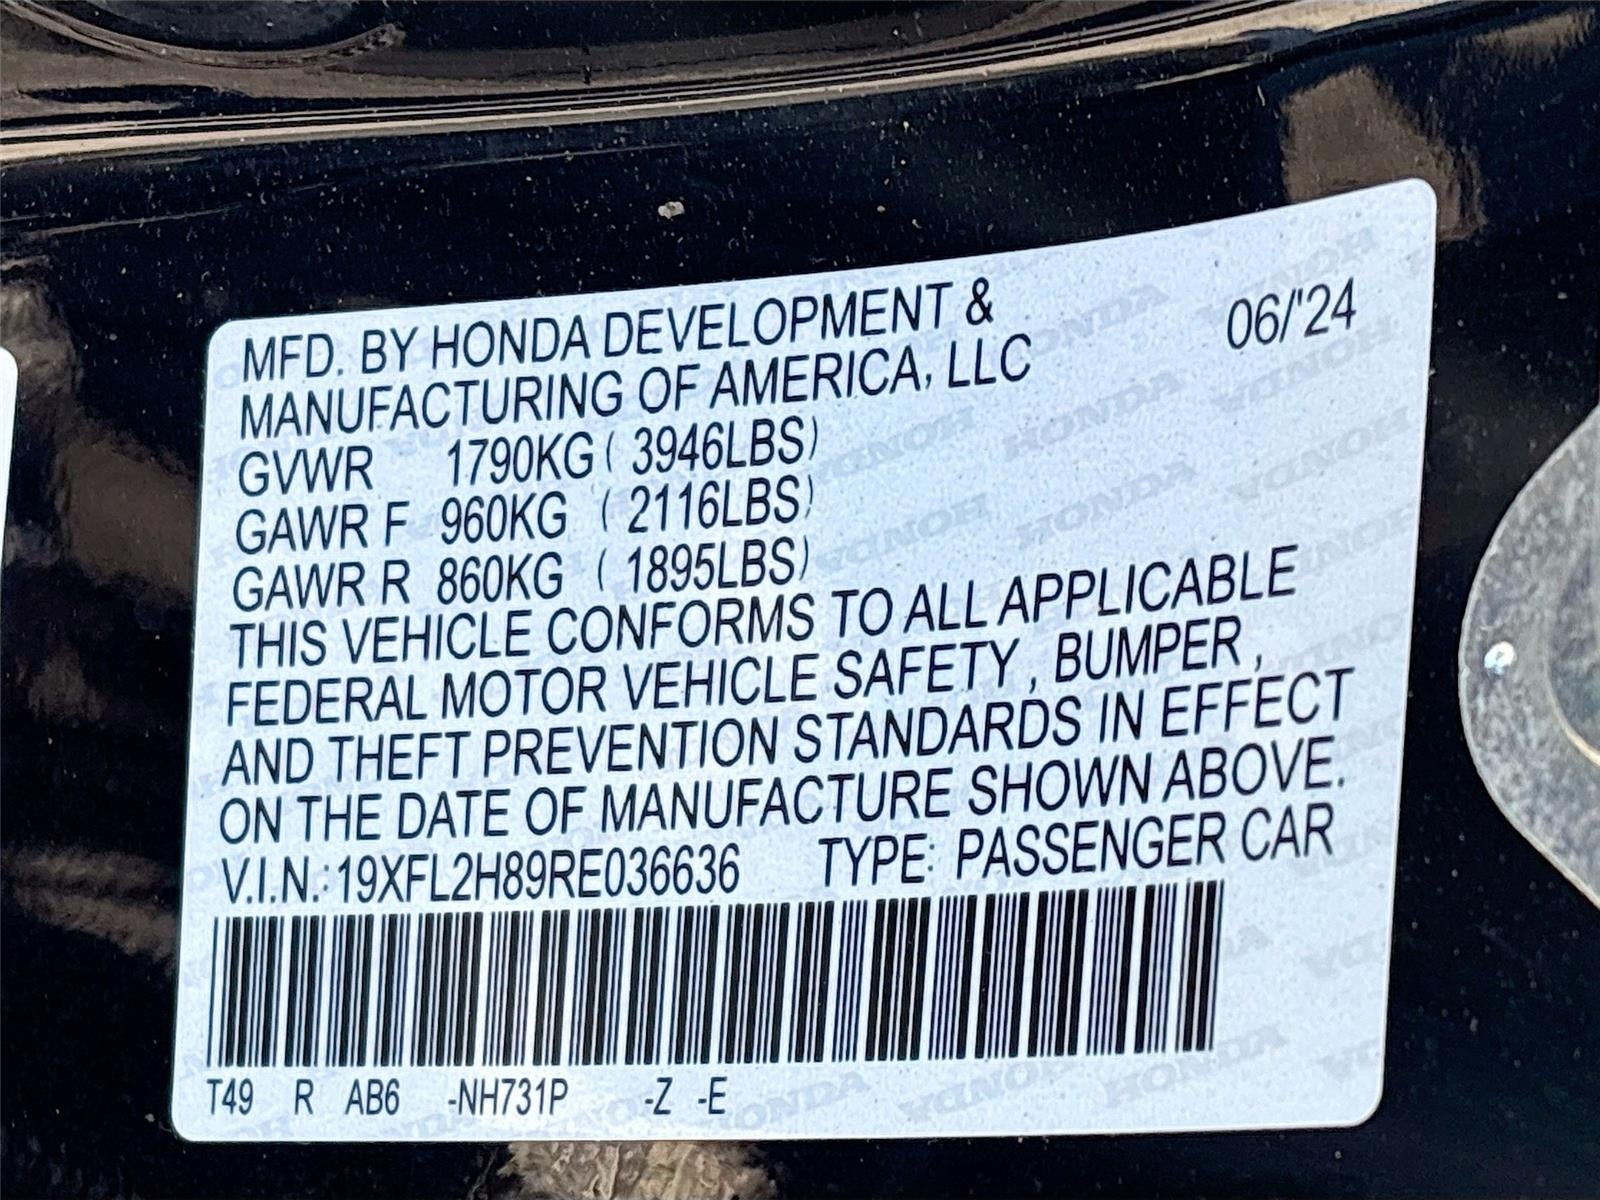 MFD. BY HONDA DEVELOPMENT & 06/'24
MANUFACTURING OF AMERICA, LLC
GVWR 1790KG ( 3946LBS)
GAWR F 960KG ( 2116LBS)
GAWR R 860KG ( 1895LBS)
THIS VEHICLE CONFORMS TO ALL APPLICABLE
FEDERAL MOTOR VEHICLE SAFETY , BUMPER ,
AND THEFT PREVENTION STANDARDS IN EFFECT
ON THE DATE OF MANUFACTURE SHOWN ABOVE.
V.I.N.: 19XFL2H89RE036636 TYPE: PASSENGER CAR
T49 R AB6 -NH731P -Z -E